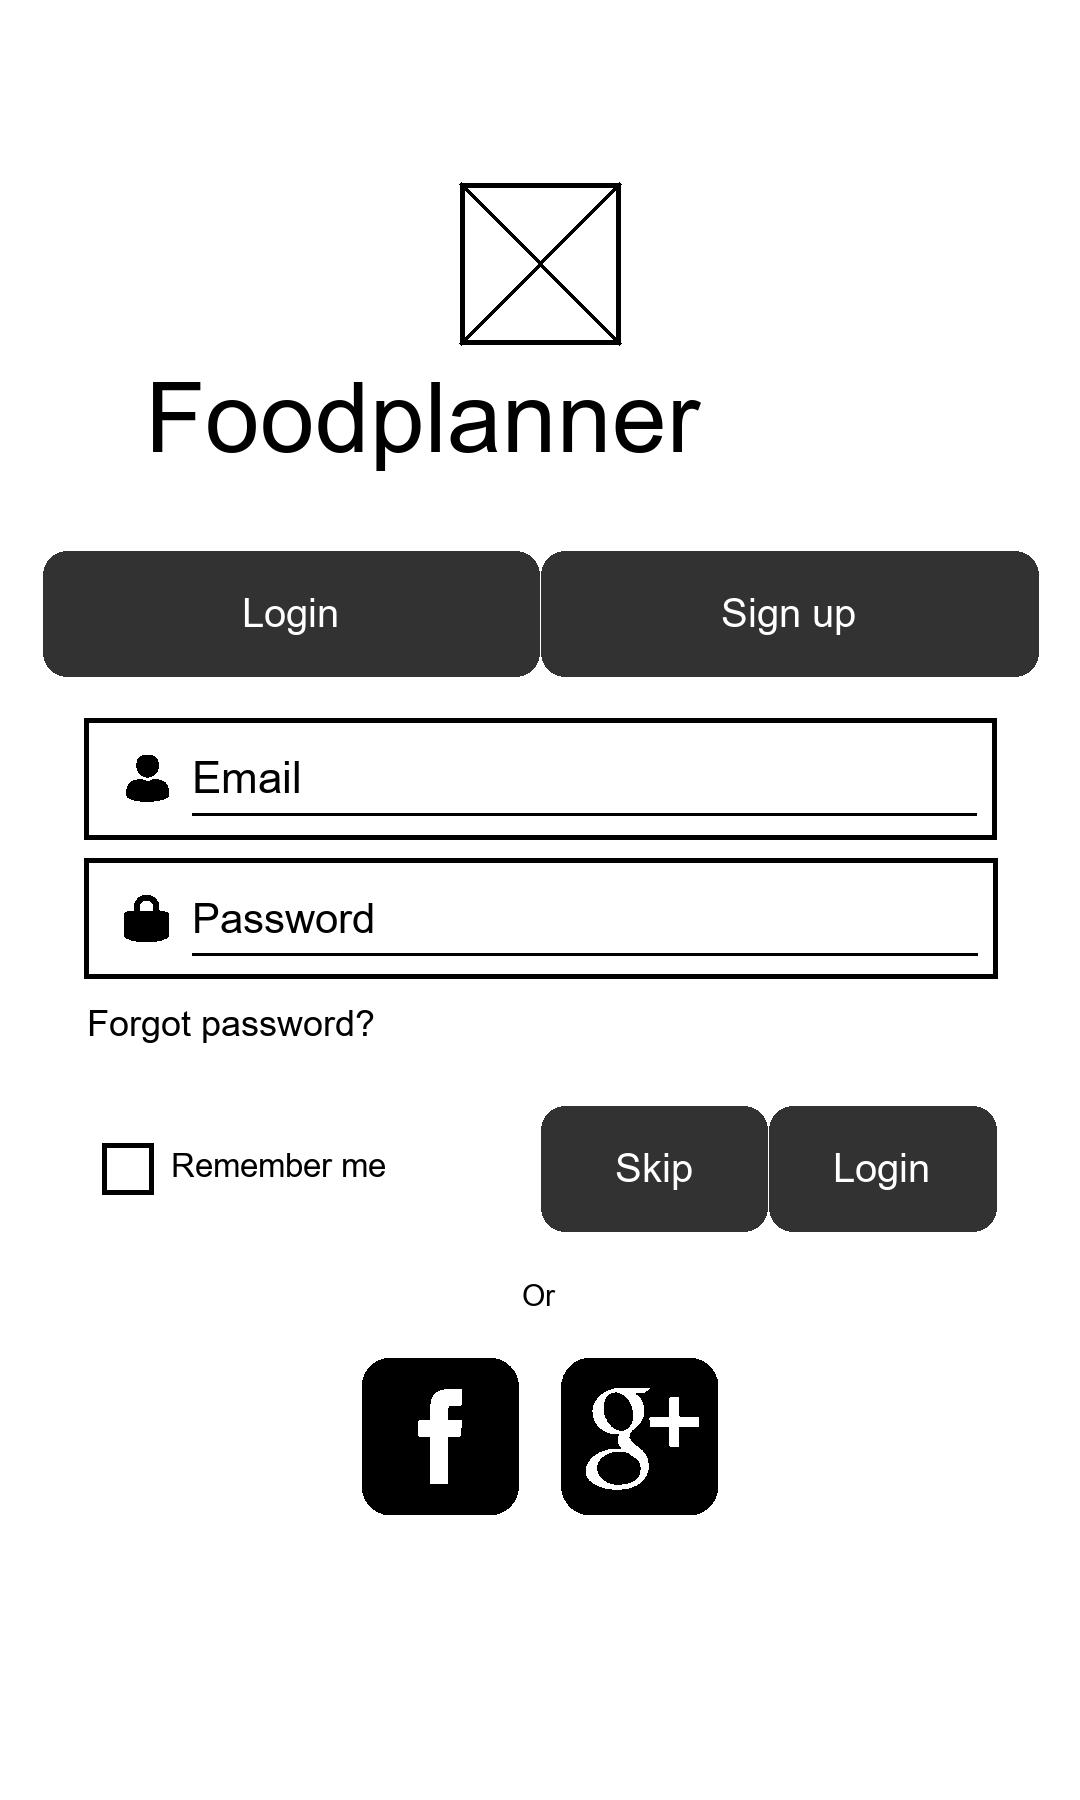 Foodplanner
Login
Sign up
Email
Password
Forgot password?
Remember me
Skip
Login
Or
f
g+